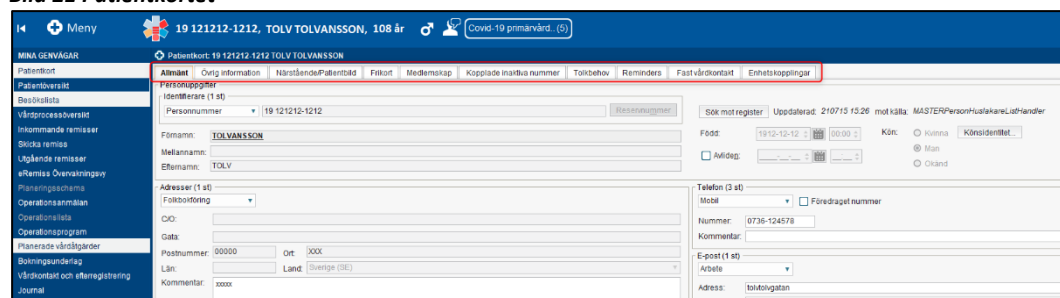 Bild 21 Patientkortet
Meny
19 121212-1212, TOLV TOLVANSSON, 108 år
Covid-19 primärvård.. (5)
MINA GENVÄGAR
Patientkort
Patientöversikt
Besökslista
Vårdprocessöversikt
Inkommande remisser
Skicka remiss
Utgående remisser
eRemiss Övervakningsvy
Planeringsschema
Operationsanmälan
Operationslista
Operationsprogram
Planerade vårdåtgärder
Bokningsunderlag
Vårdkontakt och efterregistrering
Journal
Patientkort: 19 121212-1212 TOLV TOLVANSSON
Allmänt Övrig information Närstående/Patientbild Frikort Medlemskap Kopplade inaktiva nummer Tolkbehov Reminders Fast vårdkontakt Enhetskopplingar
Personuppgifter
Identifierare (1 st)
Personnummer 19 121212-1212 Reservnummer
Förnamn: TOLVANSSON
Mellannamn:
Efternamn: TOLV
Sök mot register Uppdaterad: 210715 15:26 mot källa: MASTERPersonHuslakareListHandler
Född: 1912-12-12 00:00 Kön: Kvinna Könsidentitet...
Man
Avliden:
Okänd
Adresser (1 st)
Folkbokföring
C/O:
Gata:
Postnummer: 00000 Ort: XXX
Län: Land: Sverige (SE)
Kommentar: xxxxx
Telefon (3 st)
Mobil Föredraget nummer
Nummer: 0736-124578
Kommentar:
E-post (1 st)
Arbete
Adress: tolvtolvgatan